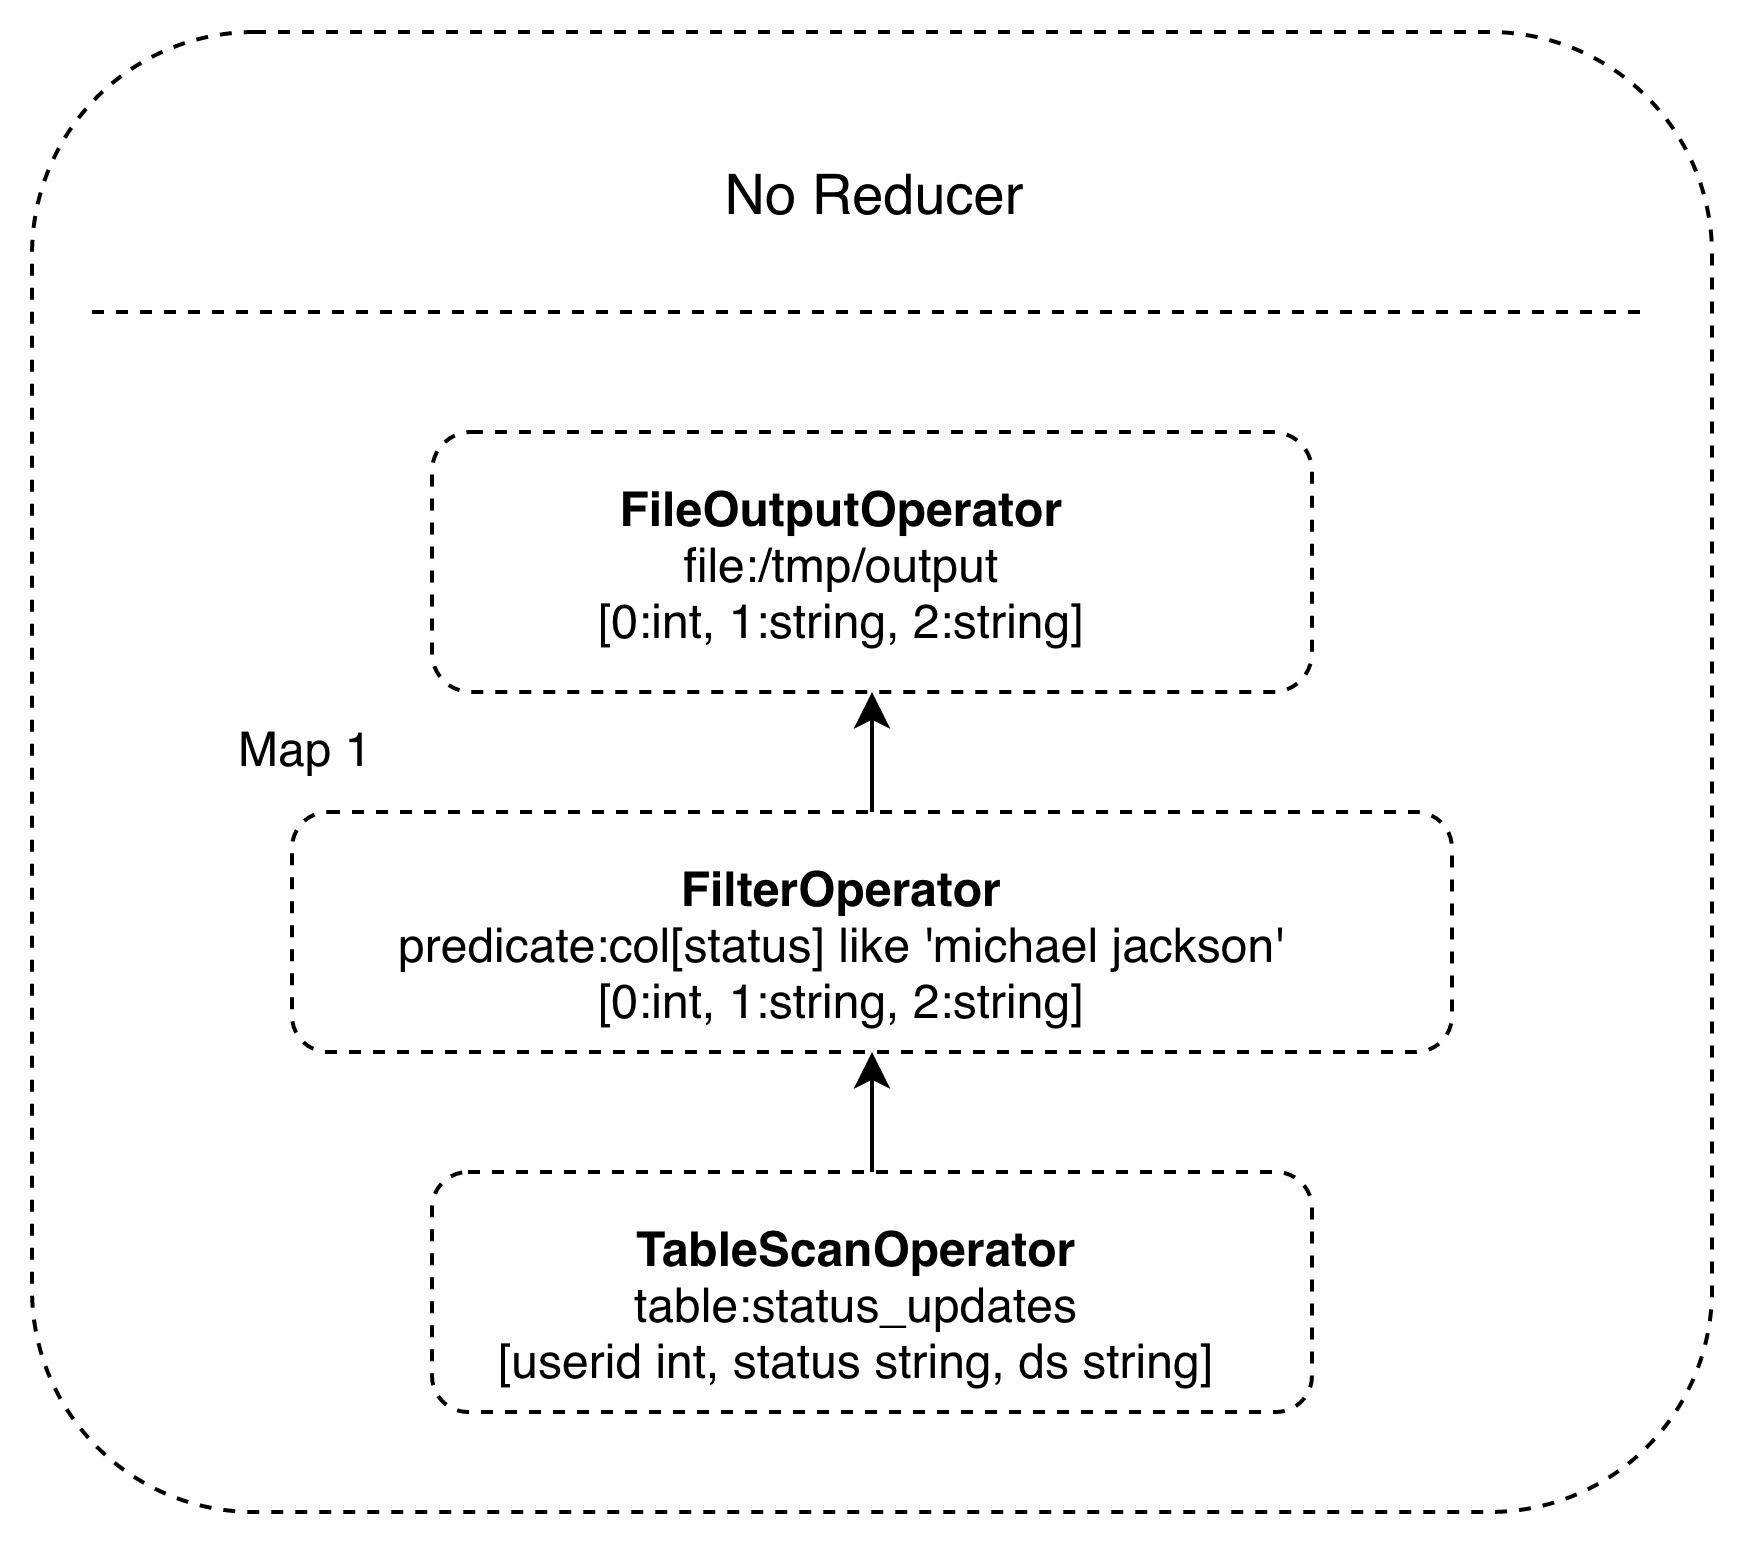 No Reducer
FileOutputOperator
file:/tmp/output
[0:int, 1:string, 2:string]
Map 1
FilterOperator
predicate:col[status] like 'michael jackson'
[0:int, 1:string, 2:string]
TableScanOperator
table:status_updates
[userid int, status string, ds string]